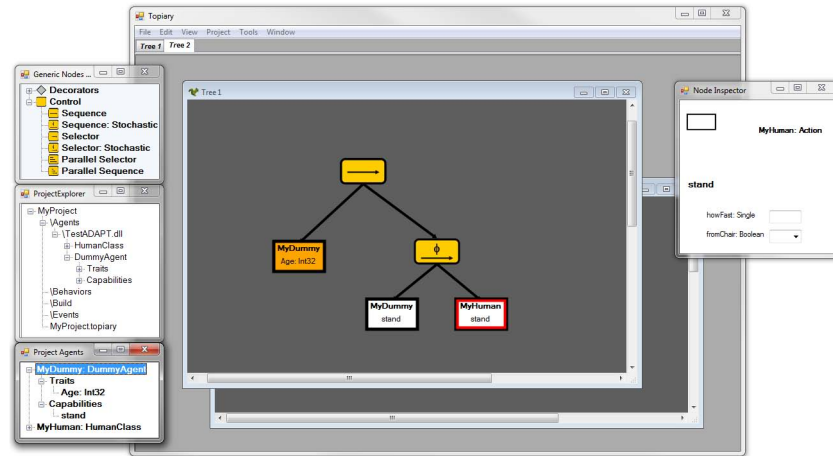 Topiary
File Edit View Project Tools Window
Tree 1 Tree 2
Generic Nodes ...
Decorators
Control
Sequence
Sequence: Stochastic
Selector
Selector: Stochastic
Parallel Selector
Parallel Sequence
ProjectExplorer
MyProject
\Agents
\TestADAPT.dll
HumanClass
DummyAgent
Traits
Capabilities
\Behaviors
\Build
\Events
MyProject.topiary
Project Agents
MyDummy: DummyAgent
Traits
Age: Int32
Capabilities
stand
MyHuman: HumanClass
Tree 1
MyDummy
Age: Int32
ϕ
MyDummy
stand
MyHuman
stand
Node Inspector
MyHuman: Action
stand
howFast: Single
fromChair: Boolean